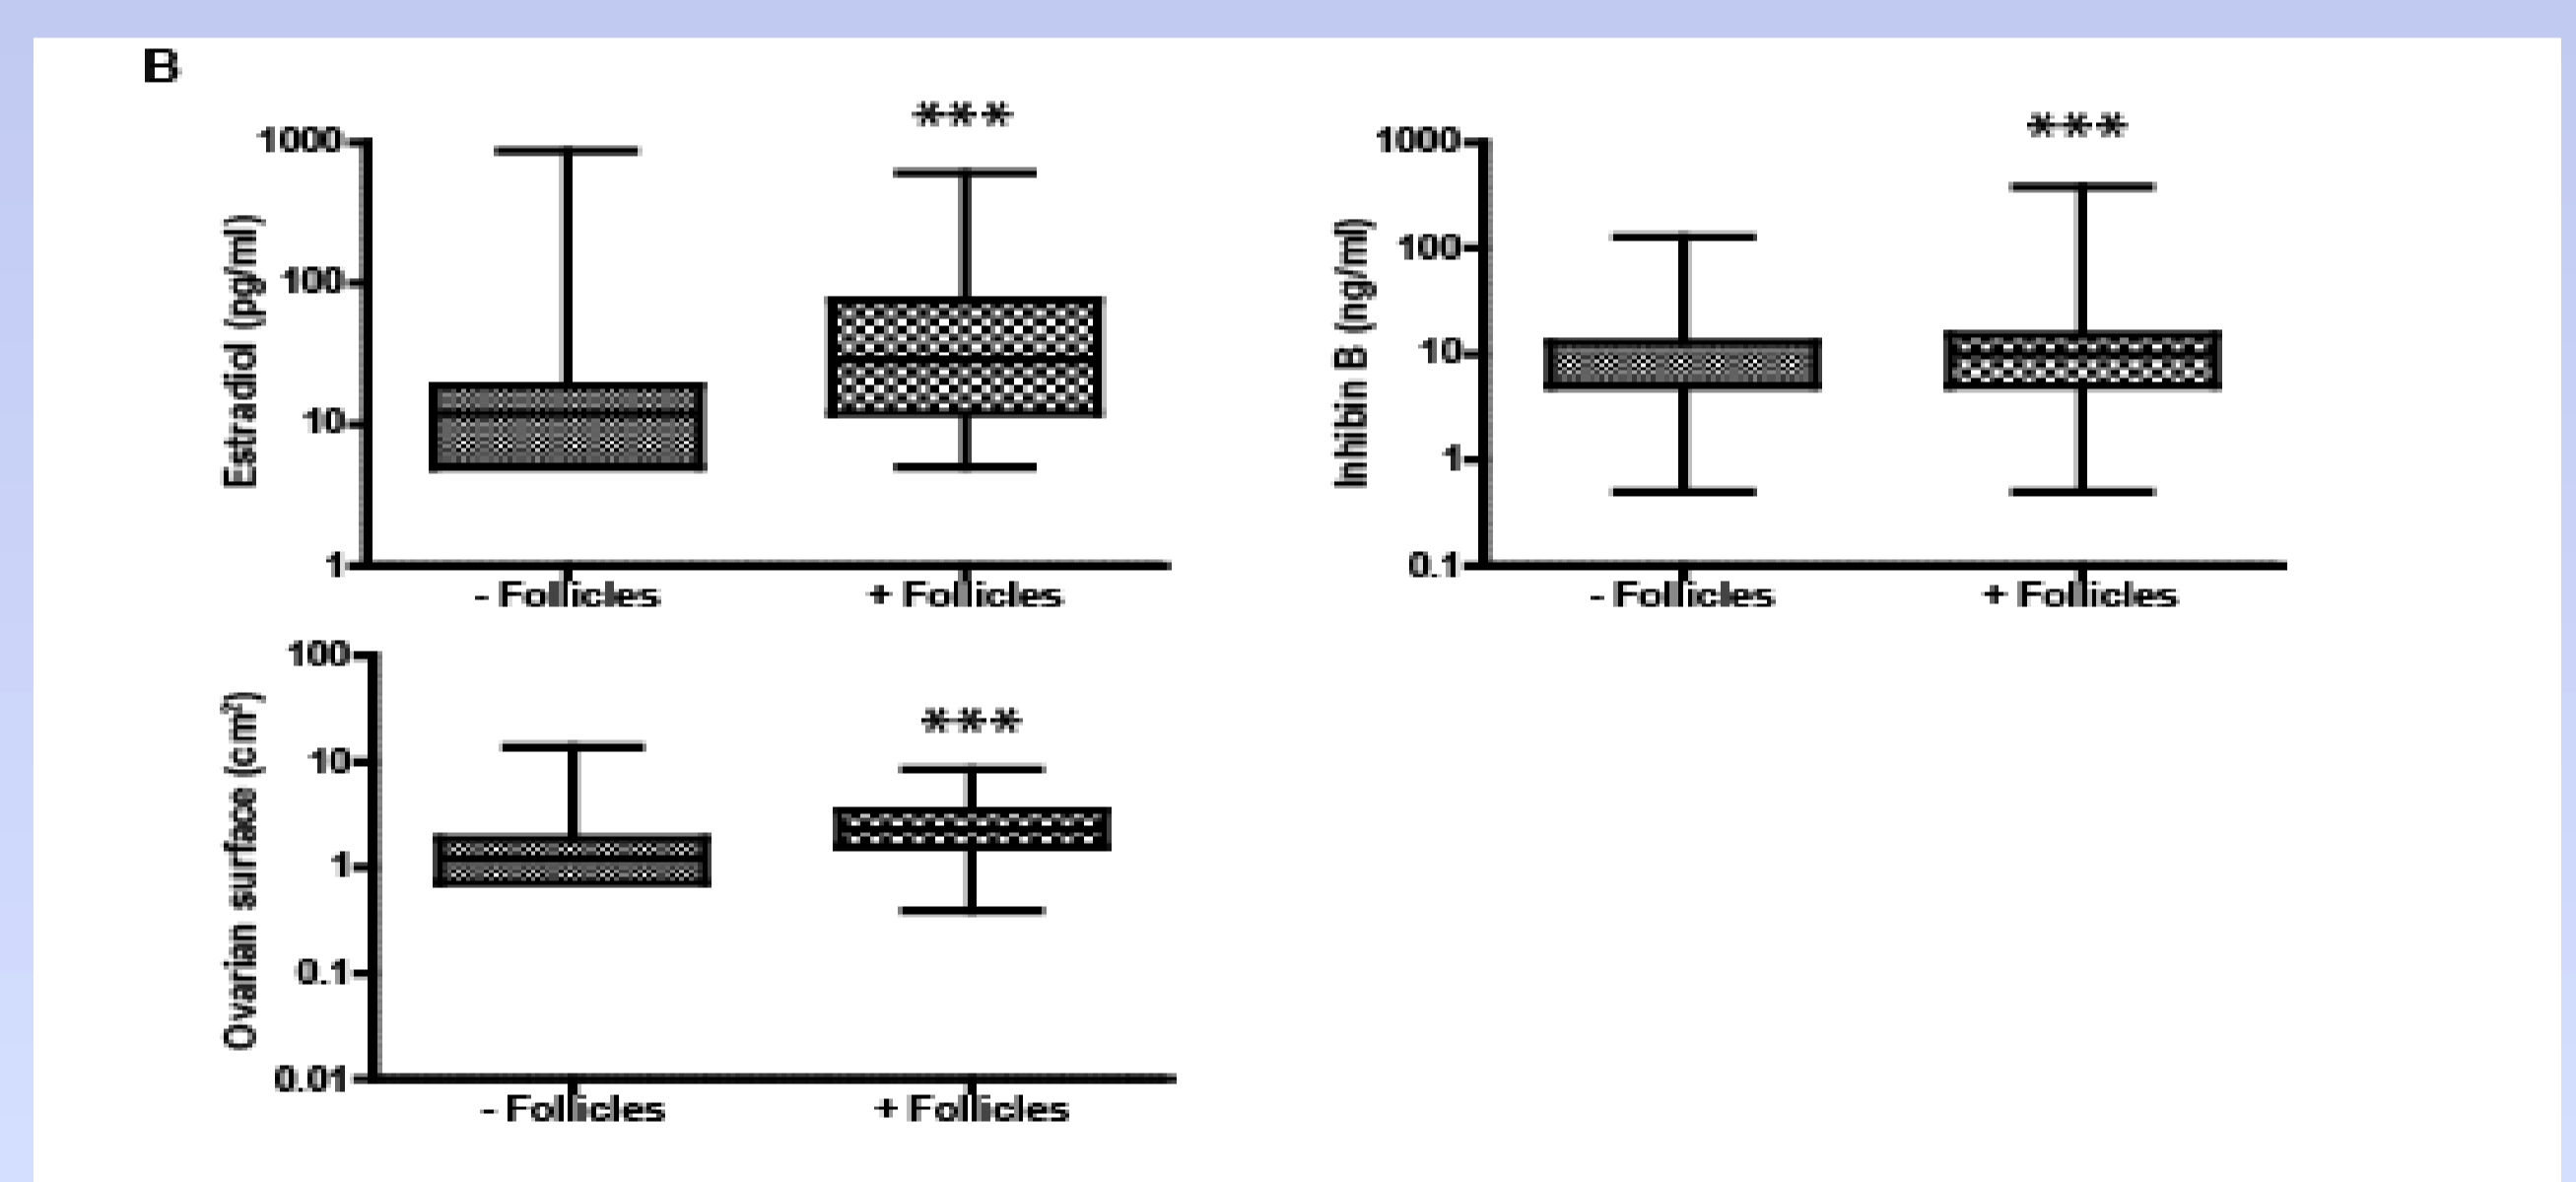 B
***
1000
100
10
1
Estradiol (pg/ml)
- Follicles
+ Follicles
***
1000
100
10
1
0.1
Inhibin B (ng/ml)
- Follicles
+ Follicles
***
100
10
1
0.1
0.01
Ovarian surface (cm²)
- Follicles
+ Follicles